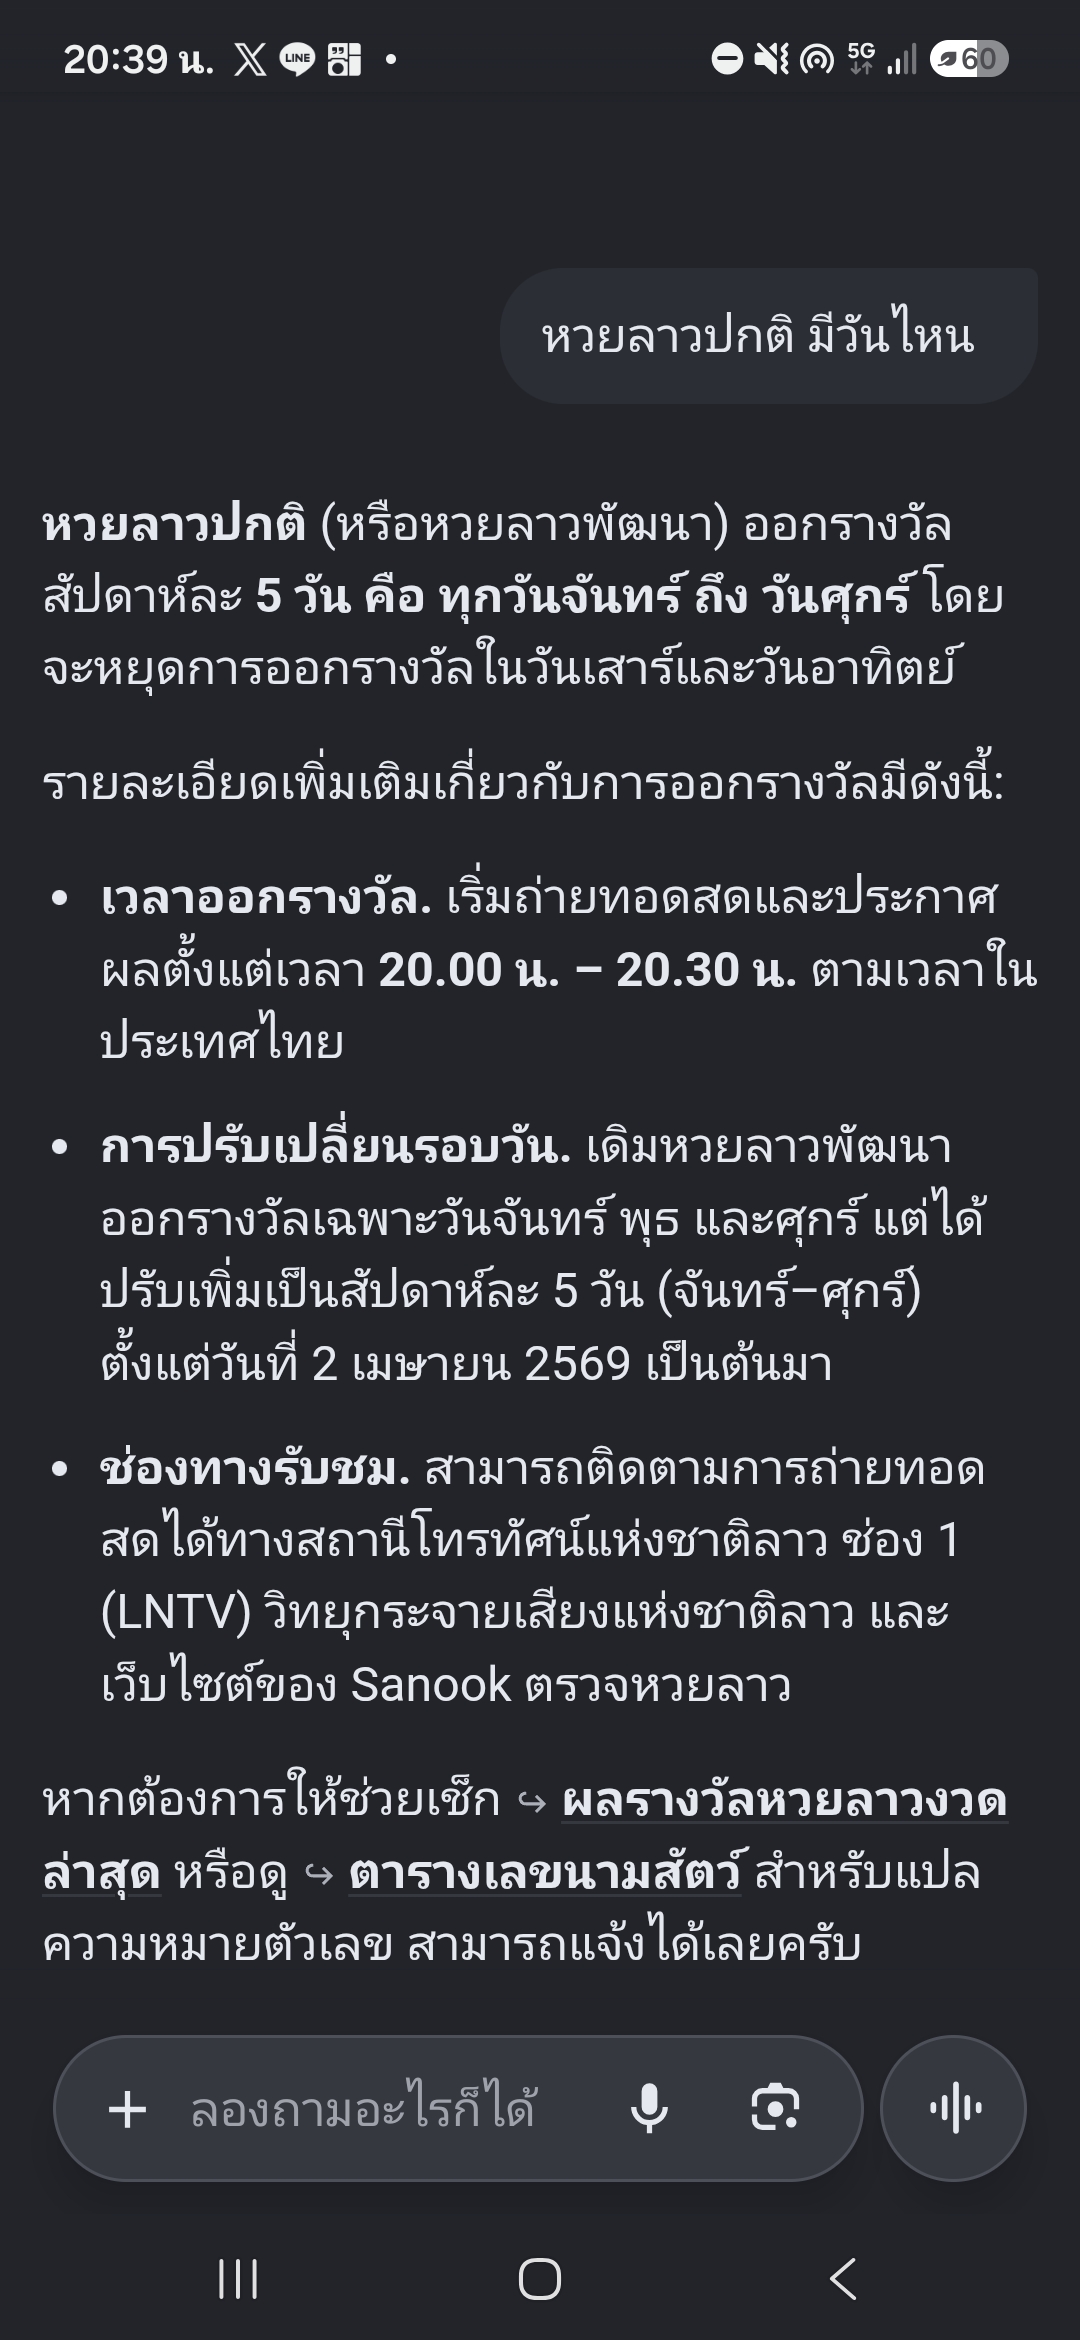 20:39 น.
LINE
5G
60
หวยลาวปกติ มีวันไหน
หวยลาวปกติ (หรือหวยลาวพัฒนา) ออกรางวัล
สัปดาห์ละ 5 วัน คือ ทุกวันจันทร์ ถึง วันศุกร์ โดย
จะหยุดการออกรางวัลในวันเสาร์และวันอาทิตย์
รายละเอียดเพิ่มเติมเกี่ยวกับการออกรางวัลมีดังนี้:
• เวลาออกรางวัล. เริ่มถ่ายทอดสดและประกาศ
ผลตั้งแต่เวลา 20.00 น. – 20.30 น. ตามเวลาใน
ประเทศไทย
• การปรับเปลี่ยนรอบวัน. เดิมหวยลาวพัฒนา
ออกรางวัลเฉพาะวันจันทร์ พุธ และศุกร์ แต่ได้
ปรับเพิ่มเป็นสัปดาห์ละ 5 วัน (จันทร์–ศุกร์)
ตั้งแต่วันที่ 2 เมษายน 2569 เป็นต้นมา
• ช่องทางรับชม. สามารถติดตามการถ่ายทอด
สดได้ทางสถานีโทรทัศน์แห่งชาติลาว ช่อง 1
(LNTV) วิทยุกระจายเสียงแห่งชาติลาว และ
เว็บไซต์ของ Sanook ตรวจหวยลาว
หากต้องการให้ช่วยเช็ก ↪ ผลรางวัลหวยลาวงวด
ล่าสุด หรือดู ↪ ตารางเลขนามสัตว์ สำหรับแปล
ความหมายตัวเลข สามารถแจ้งได้เลยครับ
ลองถามอะไรก็ได้